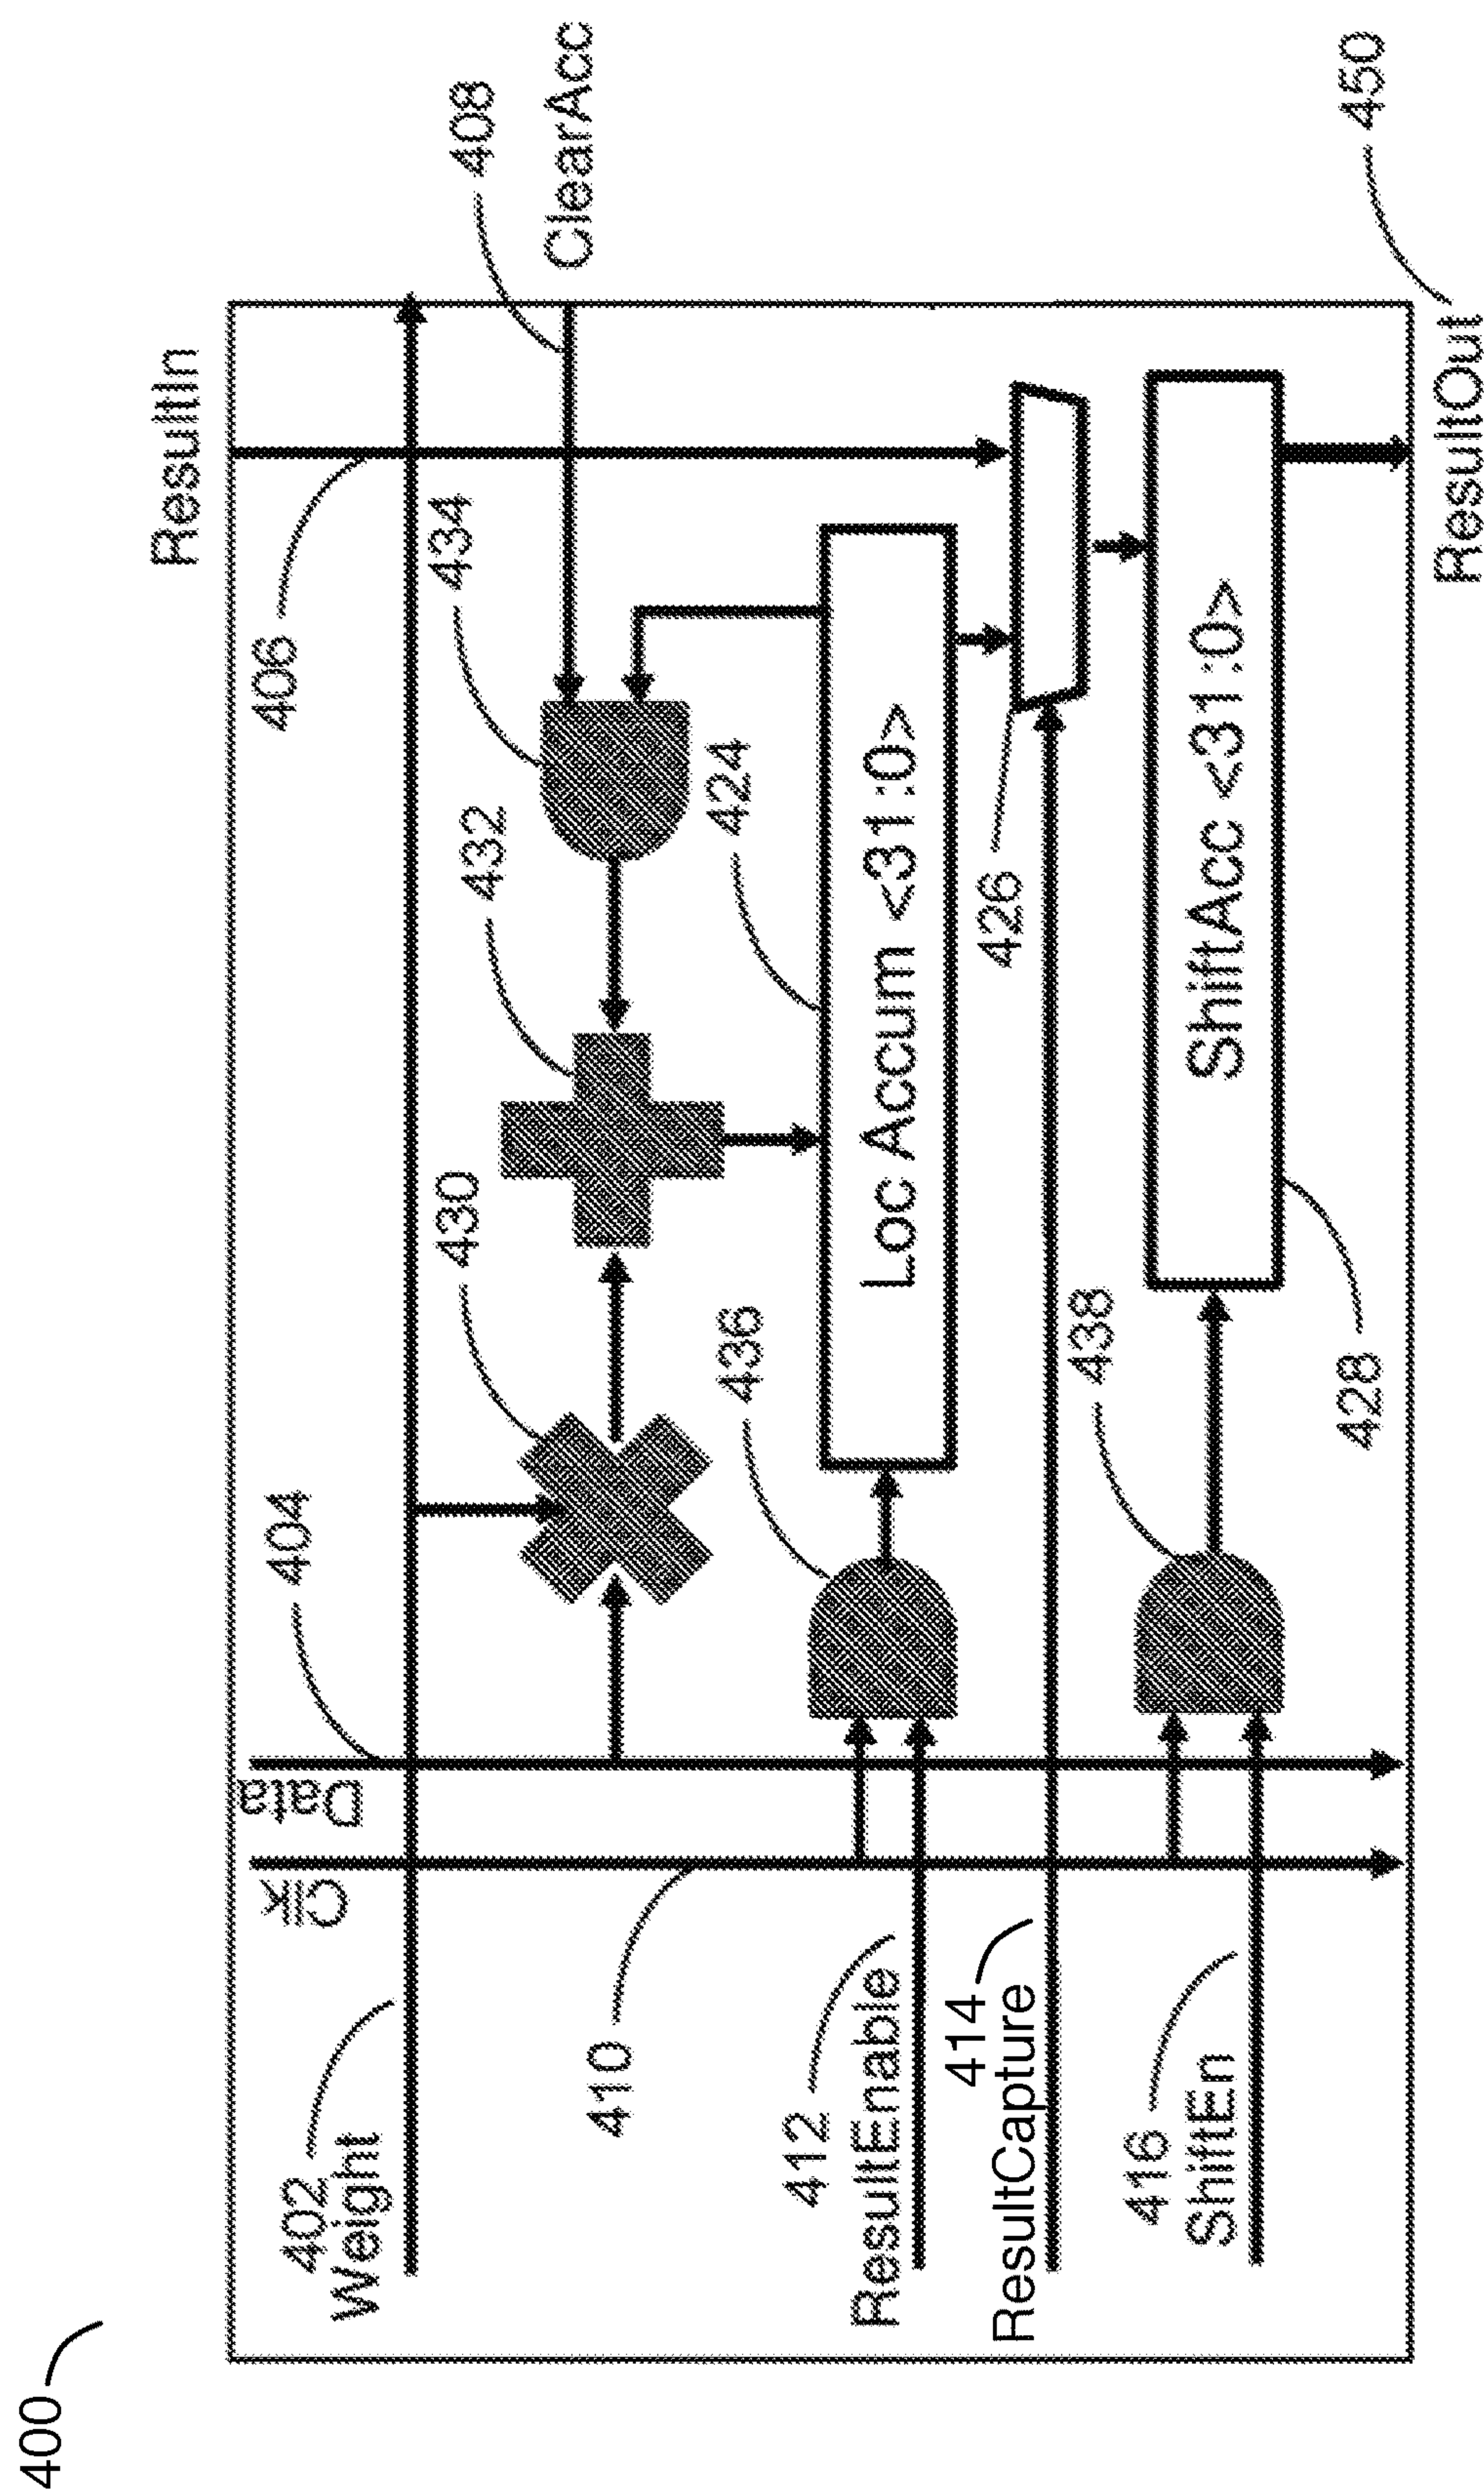 400
ResultIn
406
408
ClearAcc
402
Weight
Clk
Data
404
430
432
434
410
412
ResultEnable
436
424
Loc Accum <31:0>
414
ResultCapture
426
416
ShiftEn
438
ShiftAcc <31:0>
428
ResultOut
450